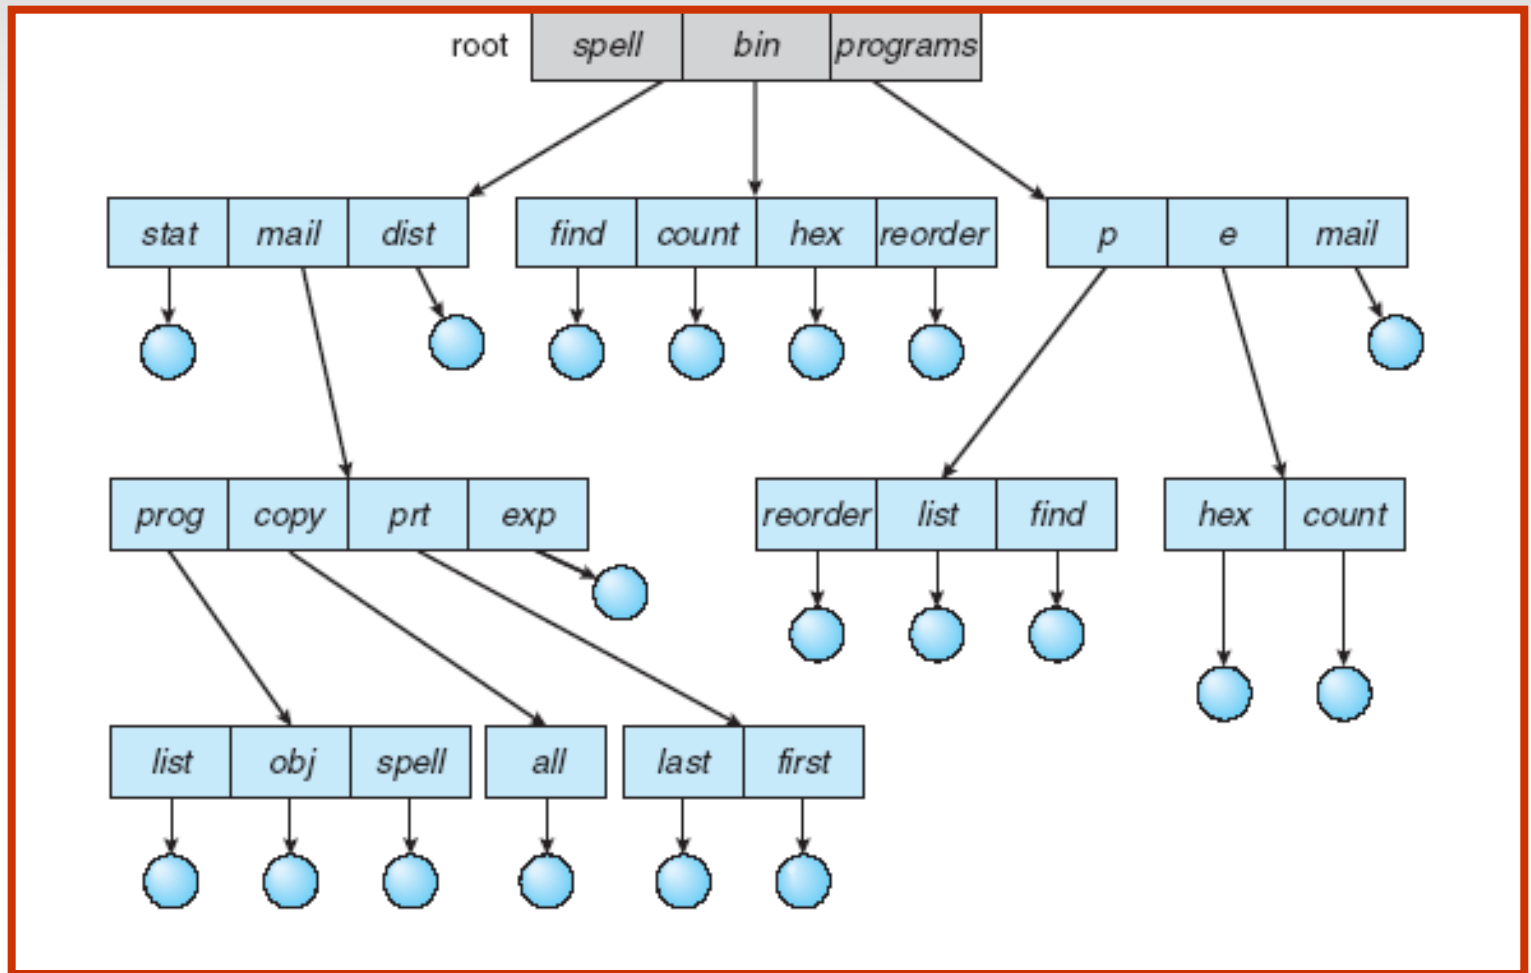 root spell bin programs
stat mail dist find count hex reorder p e mail
prog copy prt exp reorder list find hex count
list obj spell all last first